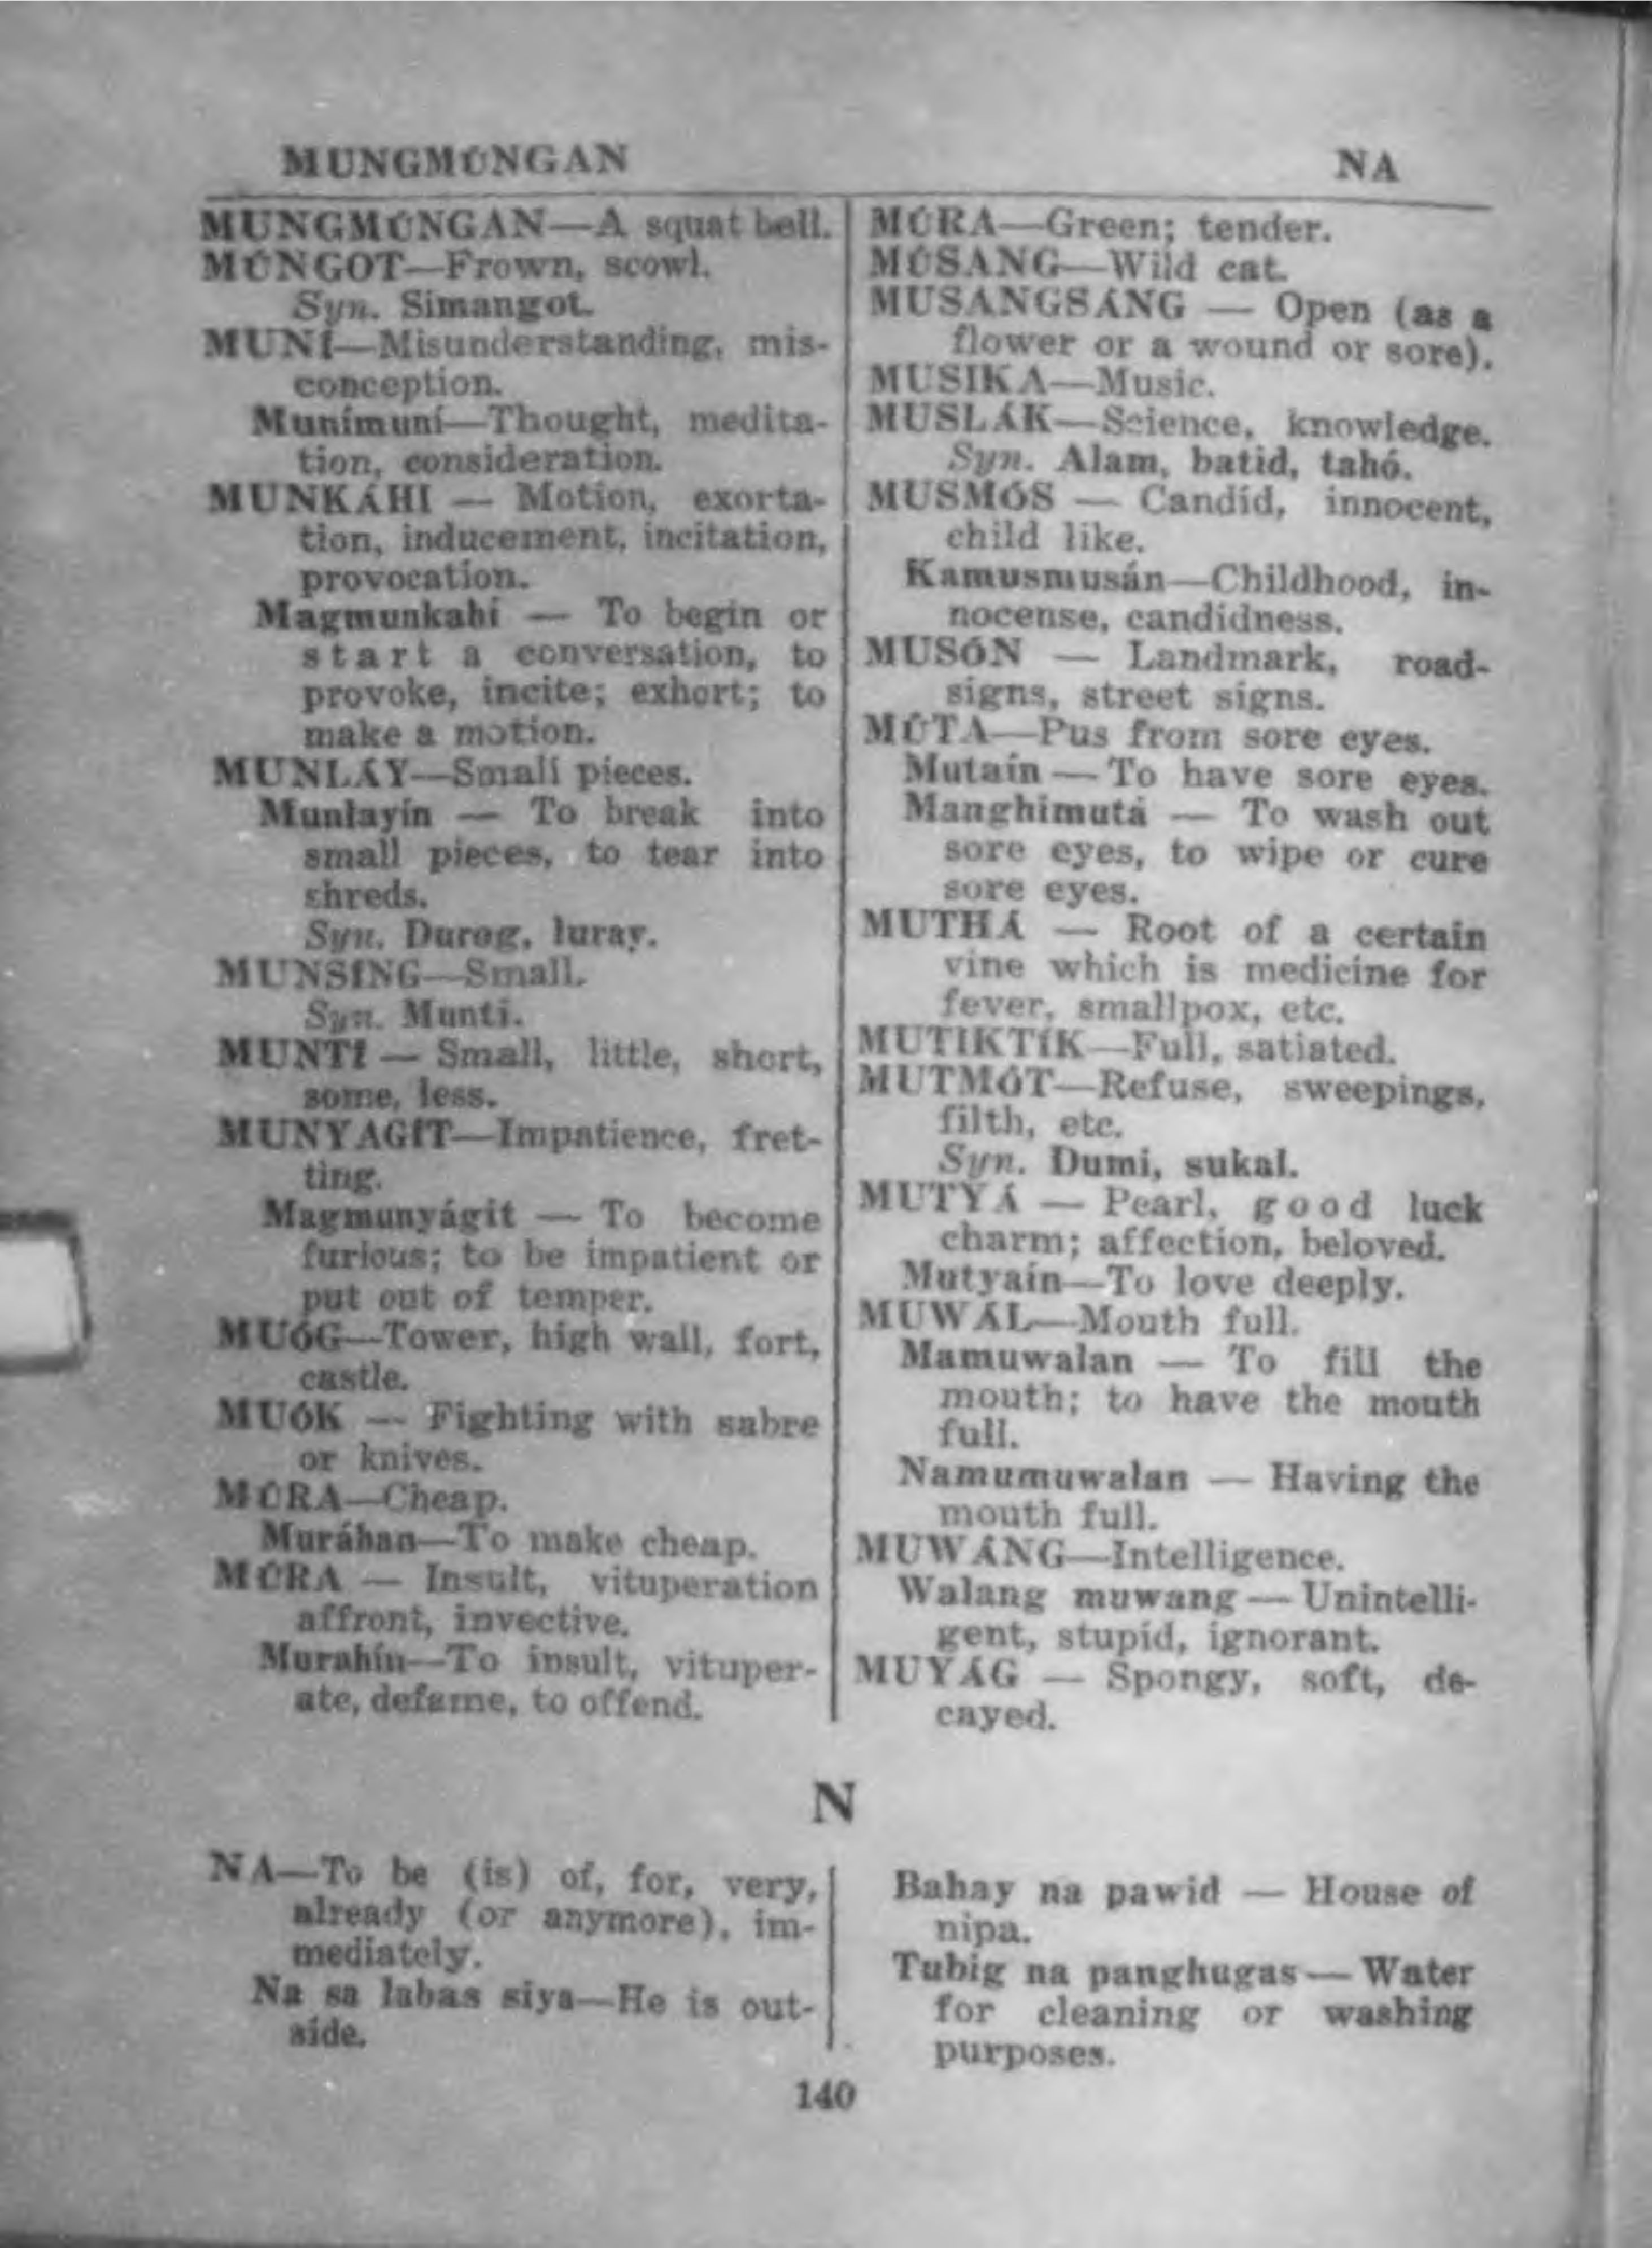 MUNGMÚNGAN NA
MUNGMÚNGAN—A squat bell.
MÚNGOT—Frown, scowl.
Syn. Simangot.
MUNÍ—Misunderstanding, mis-
conception.
Munímuní—Thought, medita-
tion, consideration.
MUNKÁHI — Motion, exorta-
tion, inducement, incitation,
provocation.
Magmunkahí — To begin or
start a conversation, to
provoke, incite; exhort; to
make a motion.
MUNLÁY—Small pieces.
Munlayín — To break into
small pieces, to tear into
shreds.
Syn. Durog, luray.
MUNSÍNG—Small.
Syn. Munti.
MUNTÍ — Small, little, short,
some, less.
MUNYAGÍT—Impatience, fret-
ting.
Magmunyágit — To become
furious; to be impatient or
put out of temper.
MUÓG—Tower, high wall, fort,
castle.
MUÓK — Fighting with sabre
or knives.
MÚRA—Cheap.
Muráhan—To make cheap.
MÚRA — Insult, vituperation
affront, invective.
Murahín—To insult, vituper-
ate, defame, to offend.
MÚRA—Green; tender.
MÚSANG—Wild cat.
MUSANGSÁNG — Open (as a
flower or a wound or sore).
MUSIKA—Music.
MUSLÁK—Science, knowledge.
Syn. Alam, batid, tahó.
MUSMÓS — Candid, innocent,
child like.
Kamusmusán—Childhood, in-
nocense, candidness.
MUSÓN — Landmark, road-
signs, street signs.
MÚTA—Pus from sore eyes.
Mutain — To have sore eyes.
Manghimutá — To wash out
sore eyes, to wipe or cure
sore eyes.
MUTHÁ — Root of a certain
vine which is medicine for
fever, smallpox, etc.
MUTIKTÍK—Full, satiated.
MUTMÓT—Refuse, sweepings,
filth, etc.
Syn. Dumi, sukal.
MUTYÁ — Pearl, good luck
charm; affection, beloved.
Mutyaín—To love deeply.
MUWÁL—Mouth full.
Mamuwalan — To fill the
mouth; to have the mouth
full.
Namumuwalan — Having the
mouth full.
MUWÁNG—Intelligence.
Walang muwang — Unintelli-
gent, stupid, ignorant.
MUYÁG — Spongy, soft, de-
cayed.
N
NA—To be (is) of, for, very,
already (or anymore), im-
mediately.
Na sa labas siya—He is out-
side.
Bahay na pawid — House of
nipa.
Tubig na panghugas — Water
for cleaning or washing
purposes.
140